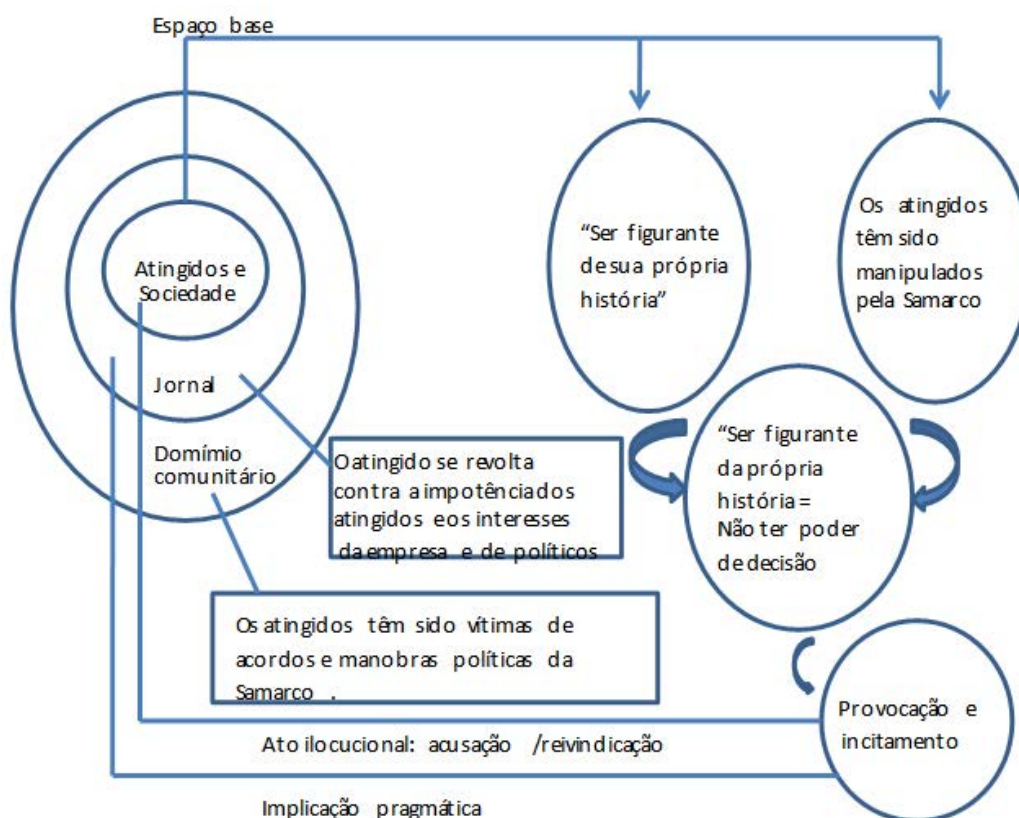 Espaço base
Atingidos e
Sociedade
Jornal
Domímio
comunitário
“Ser figurante
de sua própria
história”
Os atingidos
têm sido
manipulados
pela Samarco
“Ser figurante
da própria
história =
Não ter poder
de decisão
O atingido se revolta
contra a impotência dos
atingidos e os interesses
da empresa e de políticos
Os atingidos têm sido vítimas de
acordos e manobras políticas da
Samarco .
Provocação e
incitamento
Ato ilocucional: acusação /reivindicação
Implicação pragmática